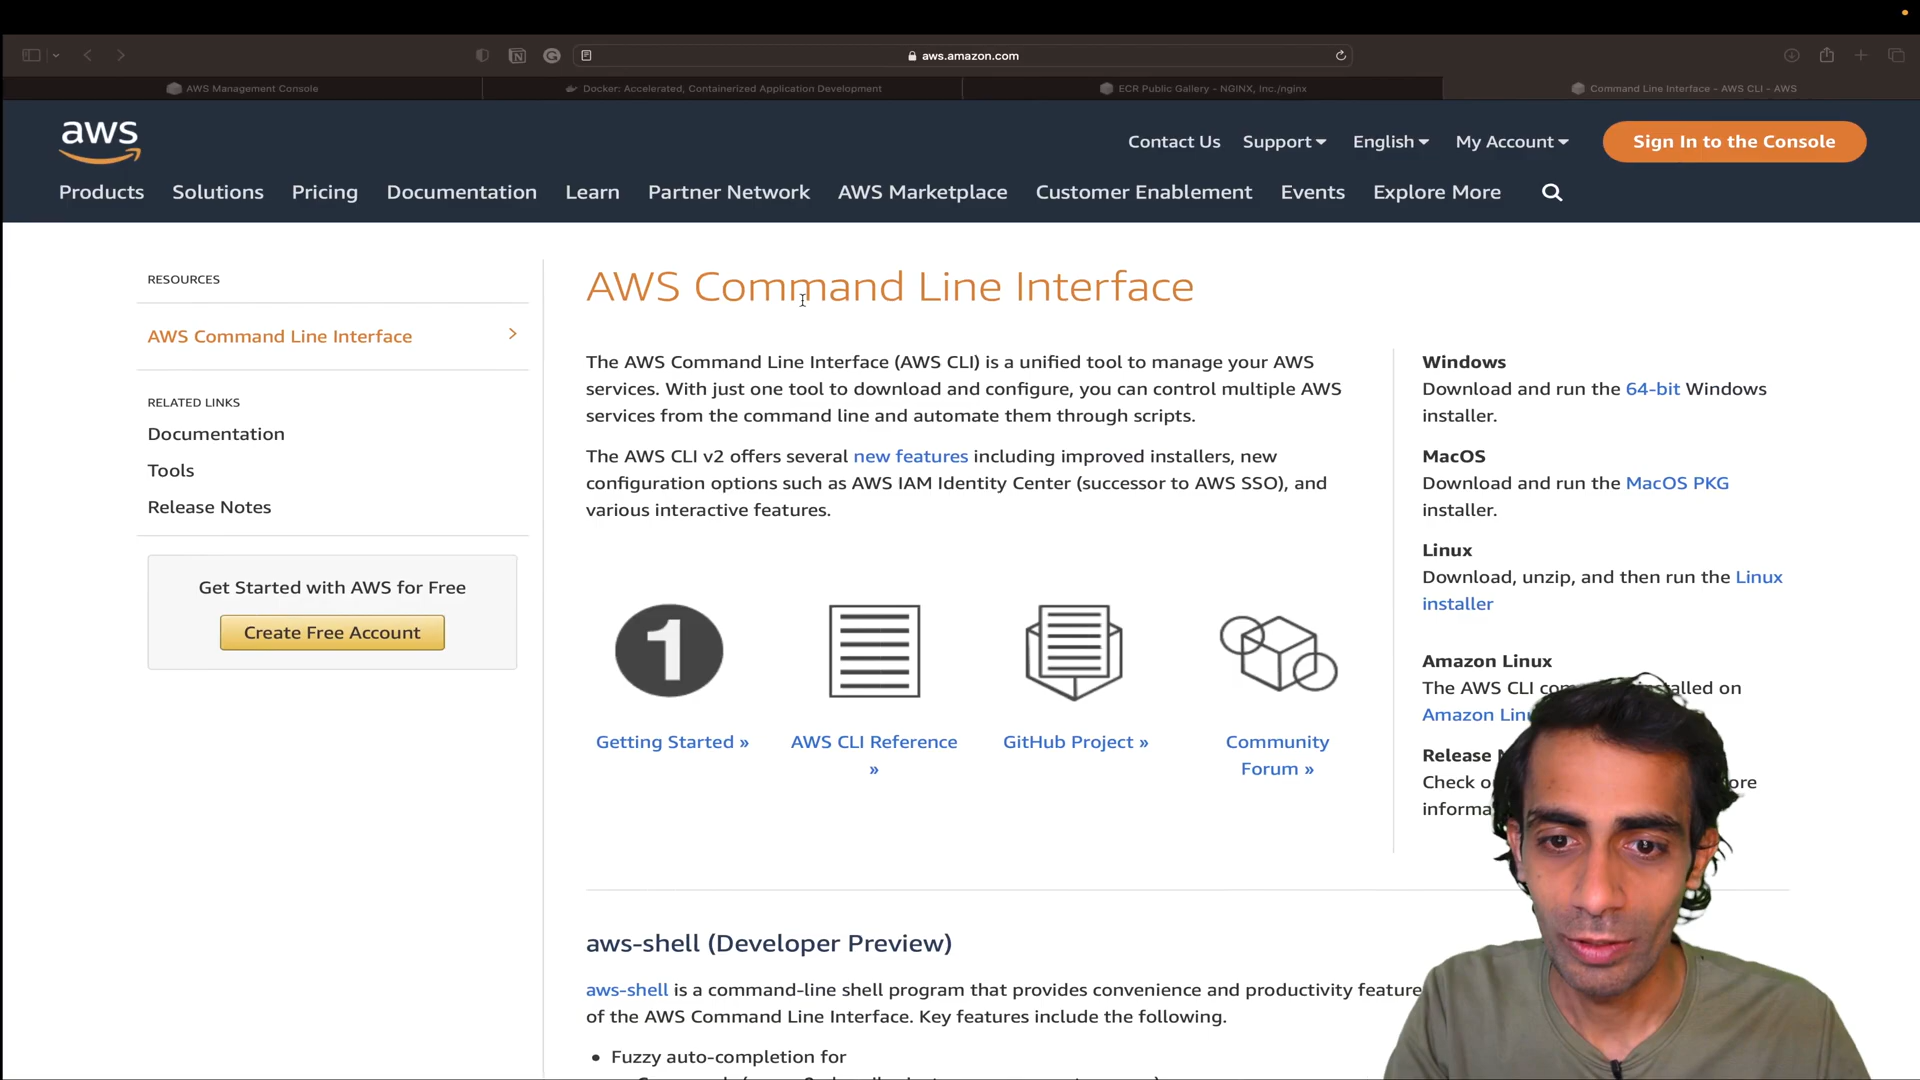 aws.amazon.com
AWS Management Console
Docker: Accelerated, Containerized Application Development
ECR Public Gallery - NGINX, Inc./nginx
Command Line Interface - AWS CLI - AWS
aws
Contact Us
Support
English
My Account
Sign In to the Console
Products
Solutions
Pricing
Documentation
Learn
Partner Network
AWS Marketplace
Customer Enablement
Events
Explore More
RESOURCES
AWS Command Line Interface
RELATED LINKS
Documentation
Tools
Release Notes
Get Started with AWS for Free
Create Free Account
AWS Command Line Interface
The AWS Command Line Interface (AWS CLI) is a unified tool to manage your AWS
services. With just one tool to download and configure, you can control multiple AWS
services from the command line and automate them through scripts.
The AWS CLI v2 offers several new features including improved installers, new
configuration options such as AWS IAM Identity Center (successor to AWS SSO), and
various interactive features.
1
Getting Started »
AWS CLI Reference
»
GitHub Project »
Community
Forum »
Windows
Download and run the 64-bit Windows
installer.
MacOS
Download and run the MacOS PKG
installer.
Linux
Download, unzip, and then run the Linux
installer
Amazon Linux
The AWS CLI on
Amazon
Release
Check
aws-shell (Developer Preview)
aws-shell is a command-line shell program that provides convenience and productivity feature
of the AWS Command Line Interface. Key features include the following.
• Fuzzy auto-completion for